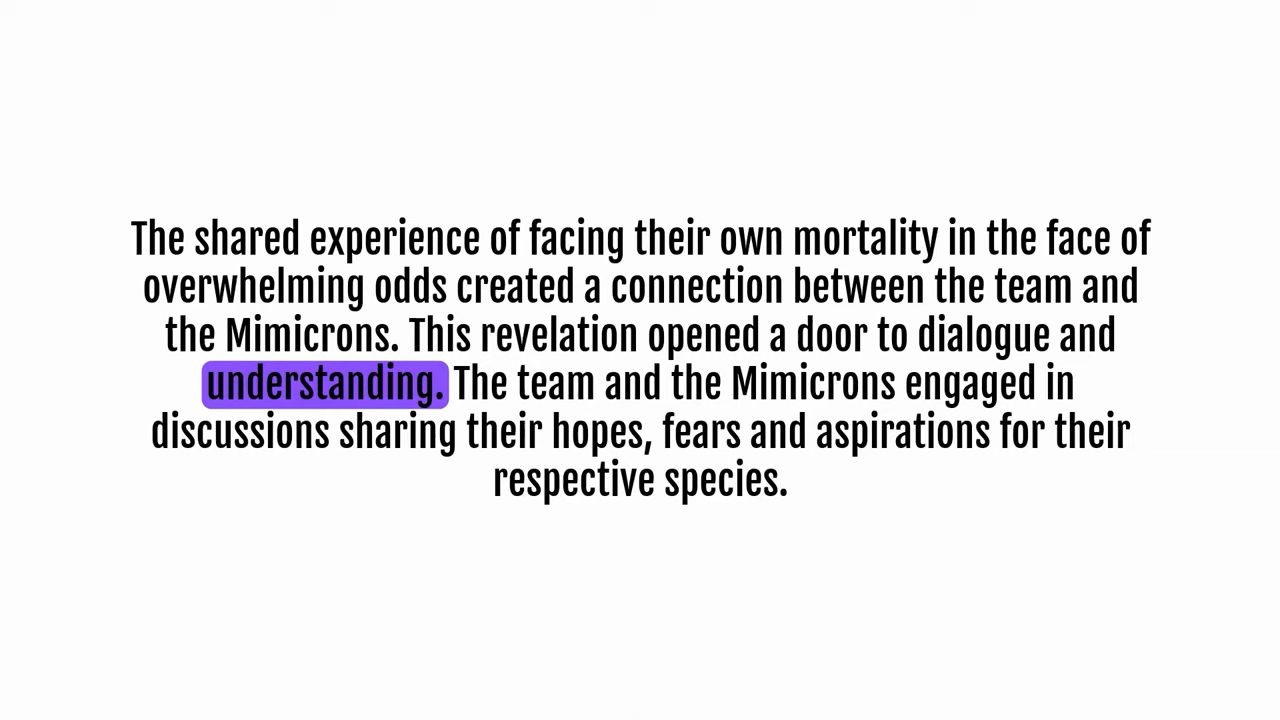 The shared experience of facing their own mortality in the face of
overwhelming odds created a connection between the team and
the Mimicrons. This revelation opened a door to dialogue and
understanding. The team and the Mimicrons engaged in
discussions sharing their hopes, fears and aspirations for their
respective species.